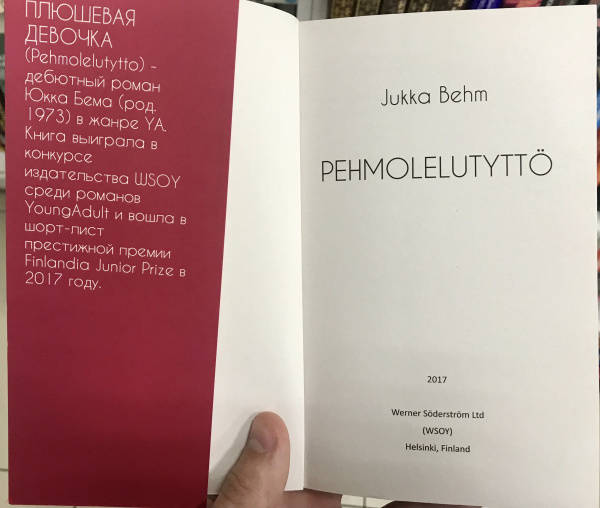 ПЛЮШЕВАЯ
ДЕВОЧКА
(Pehmolelutytto) -
дебютный роман
Юкка Бема (род.
1973) в жанре YA.
Книга выиграла в
конкурсе
издательства WSOY
среди романов
YoungAdult и вошла в
шорт-лист
престижной премии
Finlandia Junior Prize в
2017 году.
Jukka Behm
PEHMOLELUTYTTÖ
2017
Werner Söderström Ltd
(WSOY)
Helsinki, Finland